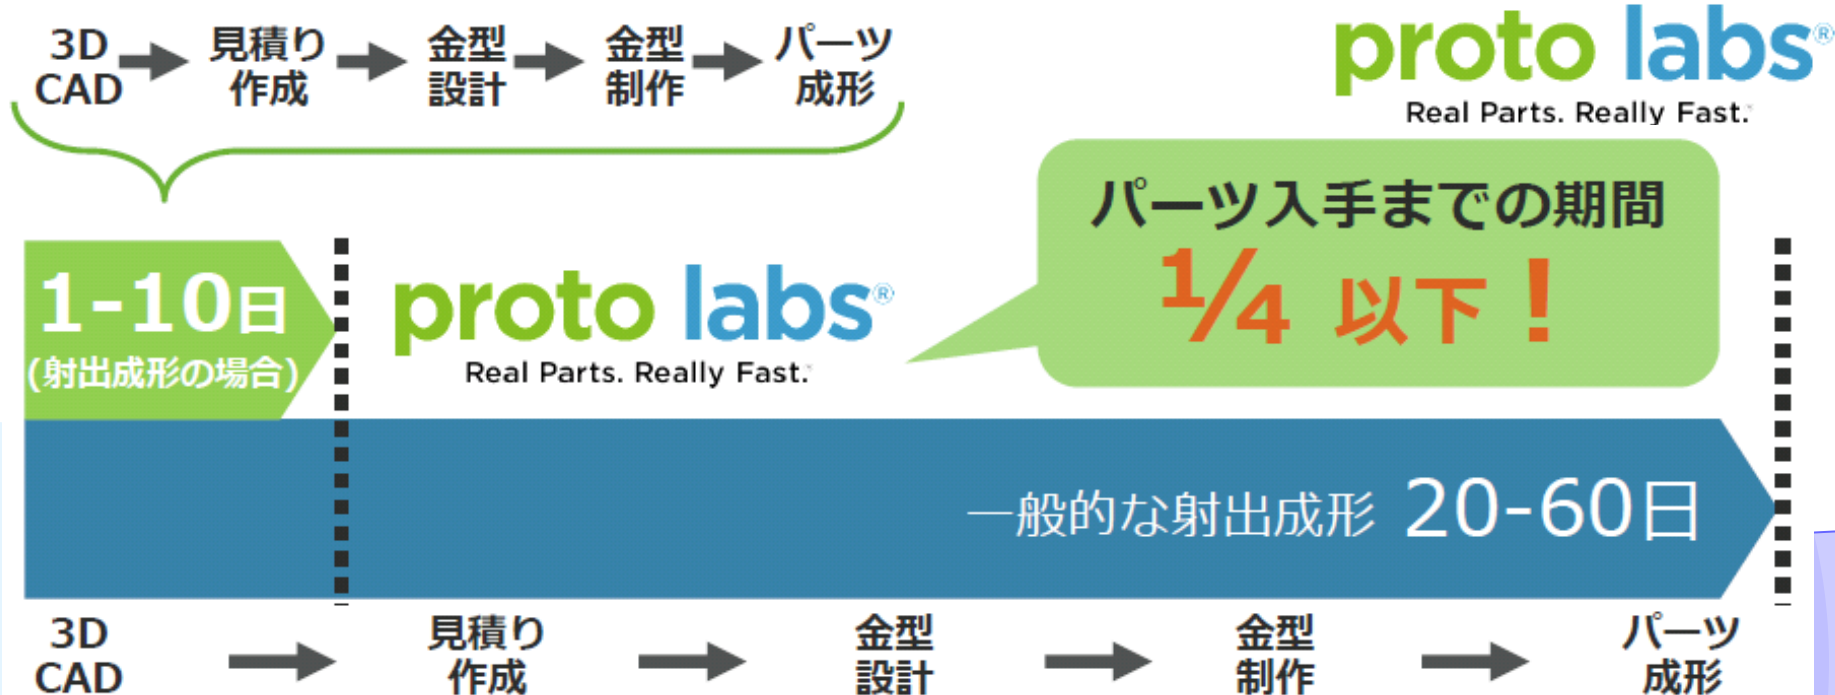 3D CAD
見積り作成
金型設計
金型制作
パーツ成形
proto labs®
Real Parts. Really Fast.™
パーツ入手までの期間
1/4 以下！
1-10日
(射出成形の場合)
proto labs®
Real Parts. Really Fast.™
一般的な射出成形 20-60日
3D CAD
見積り作成
金型設計
金型制作
パーツ成形